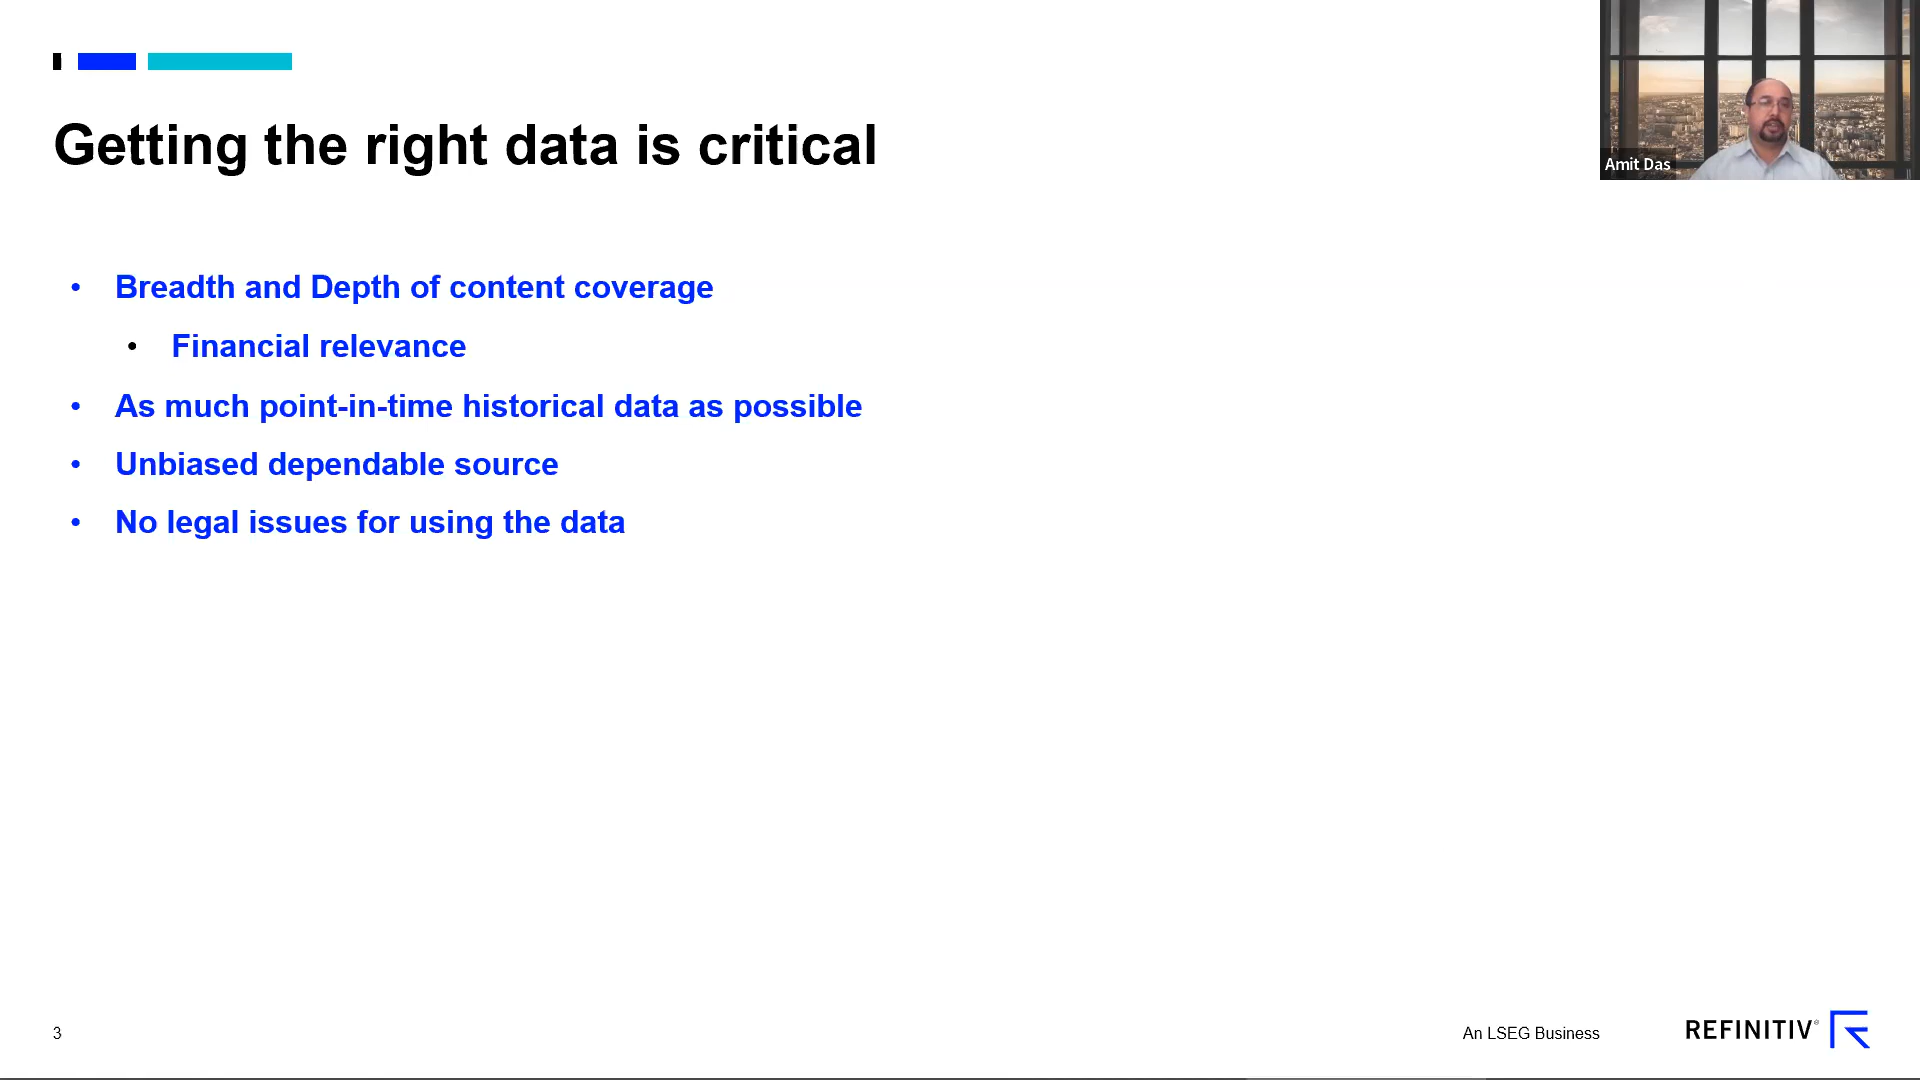 Getting the right data is critical
Amit Das
• Breadth and Depth of content coverage
• Financial relevance
• As much point-in-time historical data as possible
• Unbiased dependable source
• No legal issues for using the data
3
An LSEG Business
REFINITIV®